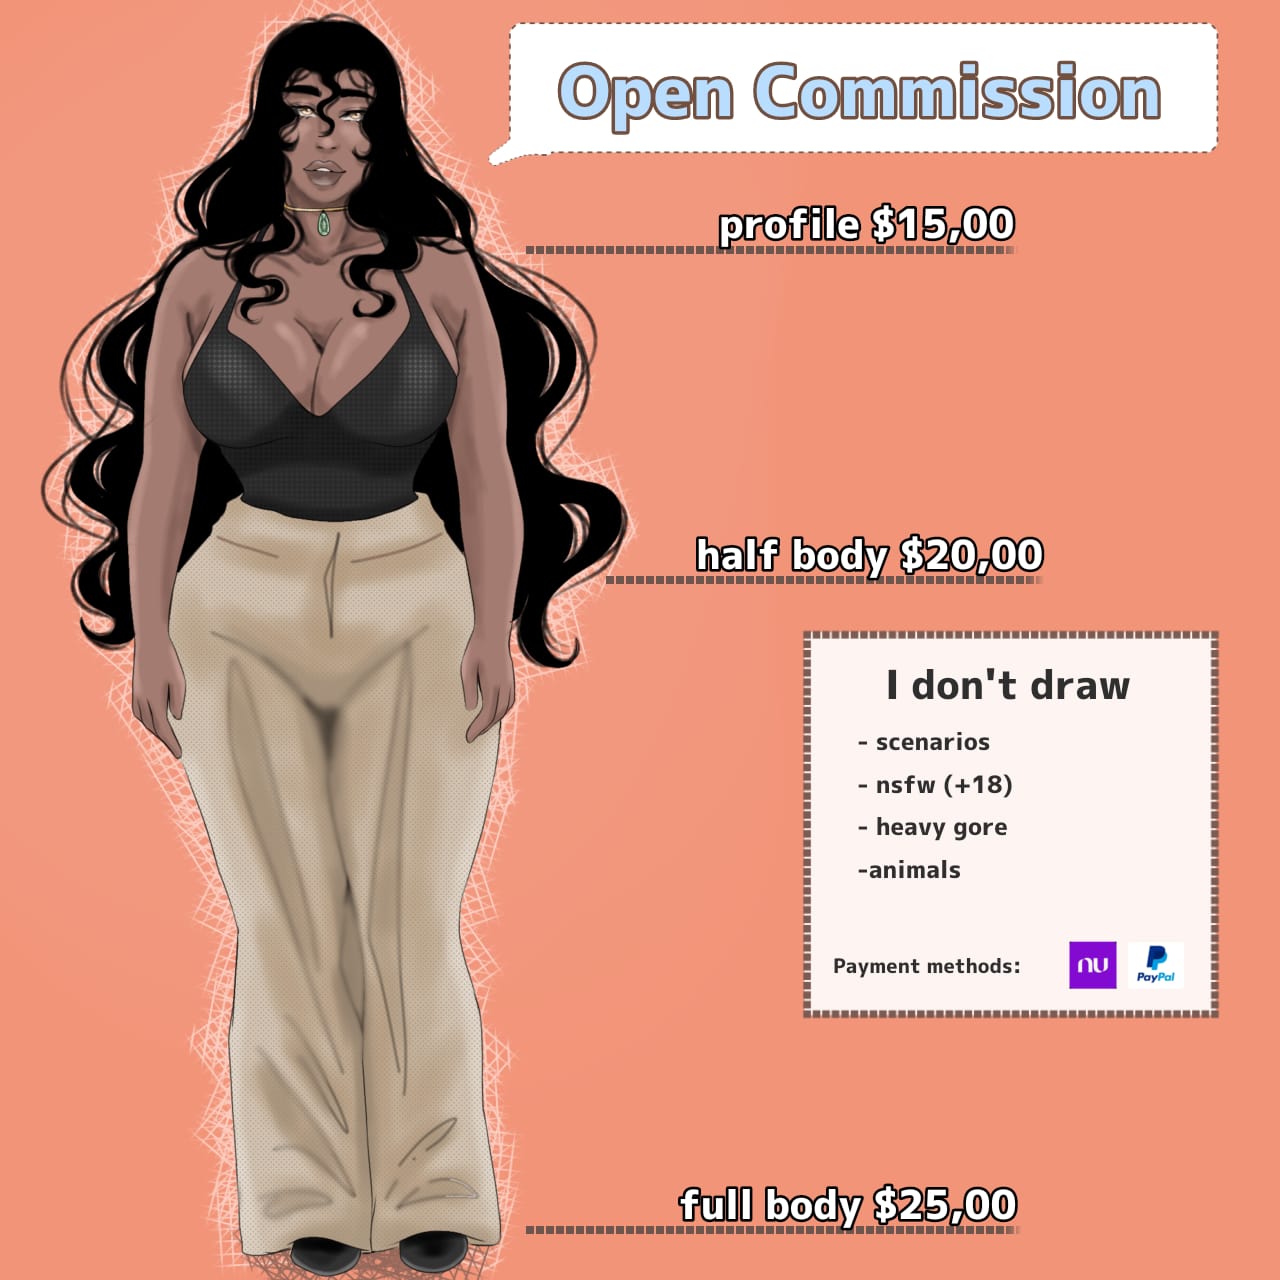 Open Commission
profile $15,00
half body $20,00
I don't draw
- scenarios
- nsfw (+18)
- heavy gore
-animals
Payment methods:
nu
PayPal
full body $25,00